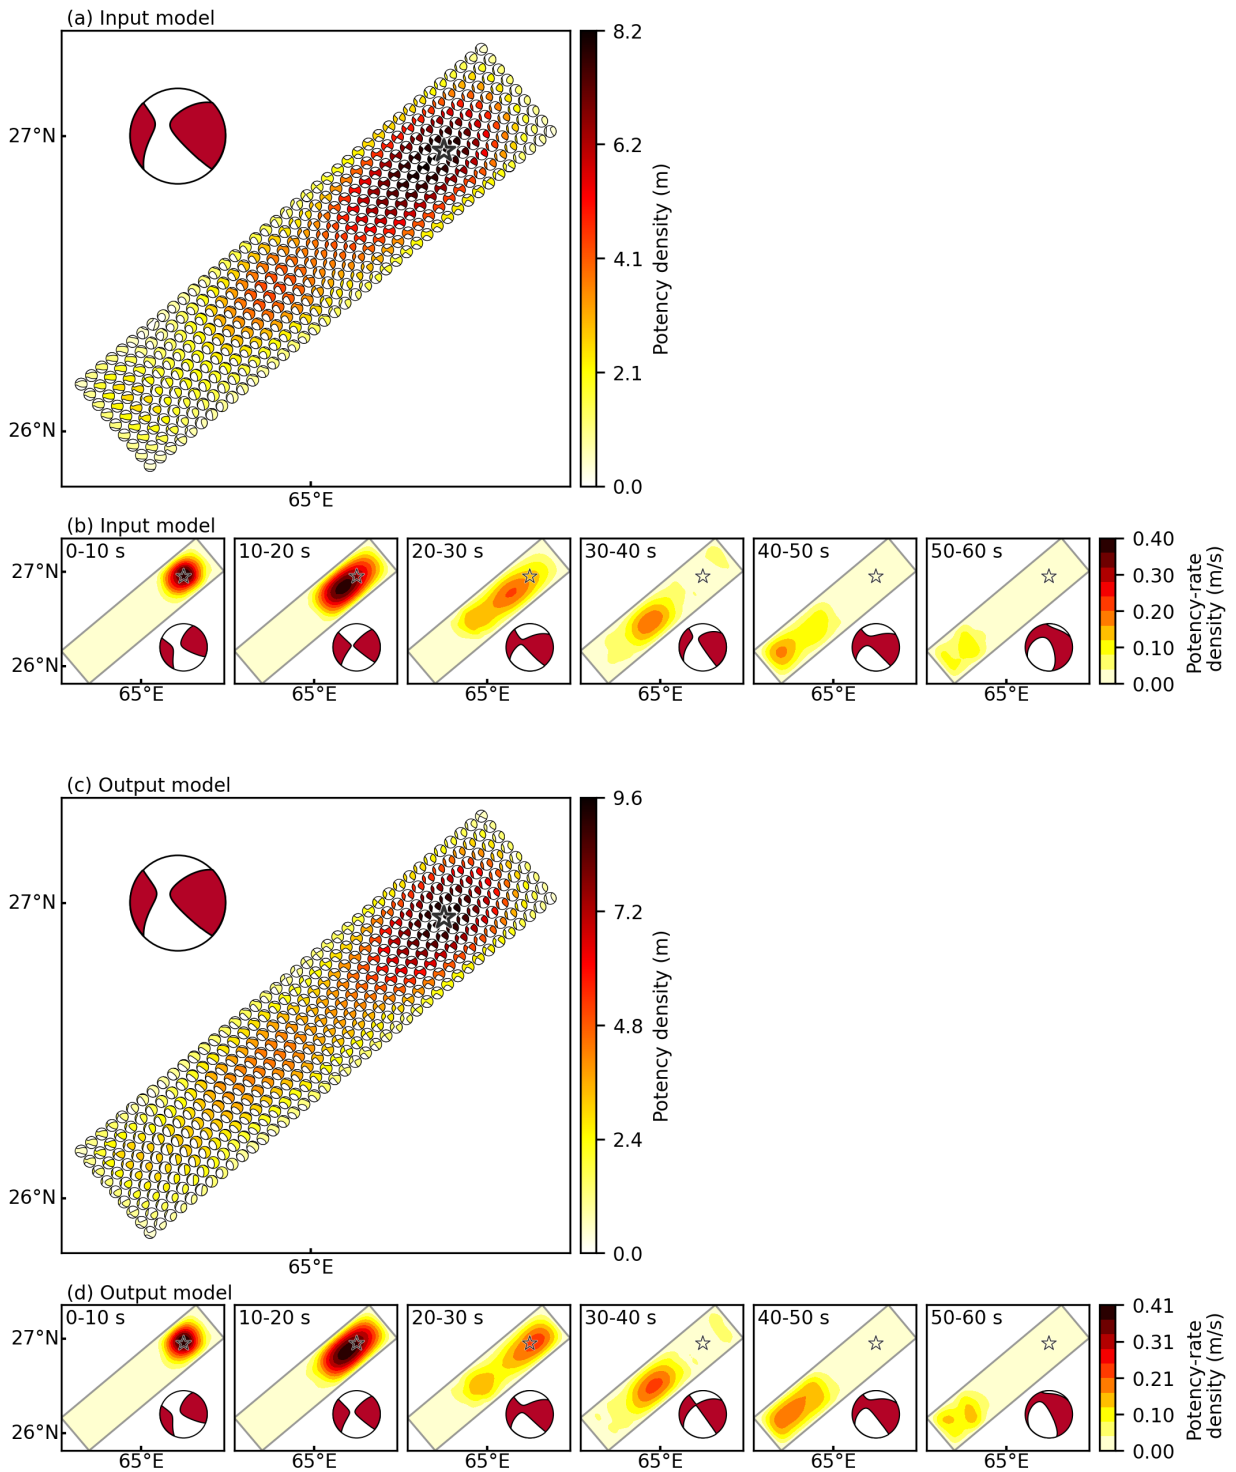 (a) Input model
27°N
26°N
65°E
8.2
6.2
4.1
2.1
0.0
Potency density (m)
(b) Input model
0-10 s
10-20 s
20-30 s
30-40 s
40-50 s
50-60 s
27°N
26°N
65°E
65°E
65°E
65°E
65°E
65°E
0.40
0.30
0.20
0.10
0.00
Potency-rate
density (m/s)
(c) Output model
27°N
26°N
65°E
9.6
7.2
4.8
2.4
0.0
Potency density (m)
(d) Output model
0-10 s
10-20 s
20-30 s
30-40 s
40-50 s
50-60 s
27°N
26°N
65°E
65°E
65°E
65°E
65°E
65°E
0.41
0.31
0.21
0.10
0.00
Potency-rate
density (m/s)